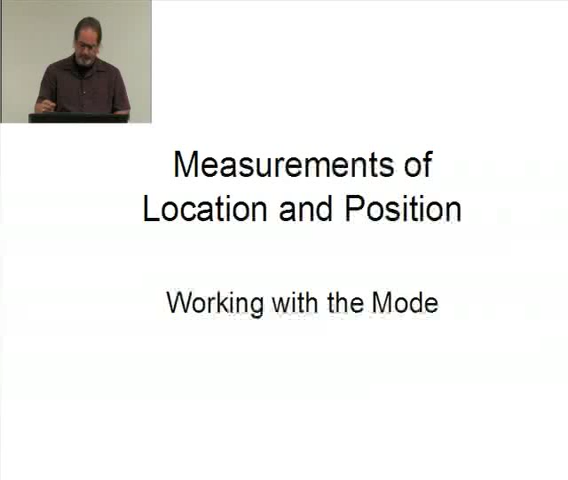 Measurements of
Location and Position
Working with the Mode